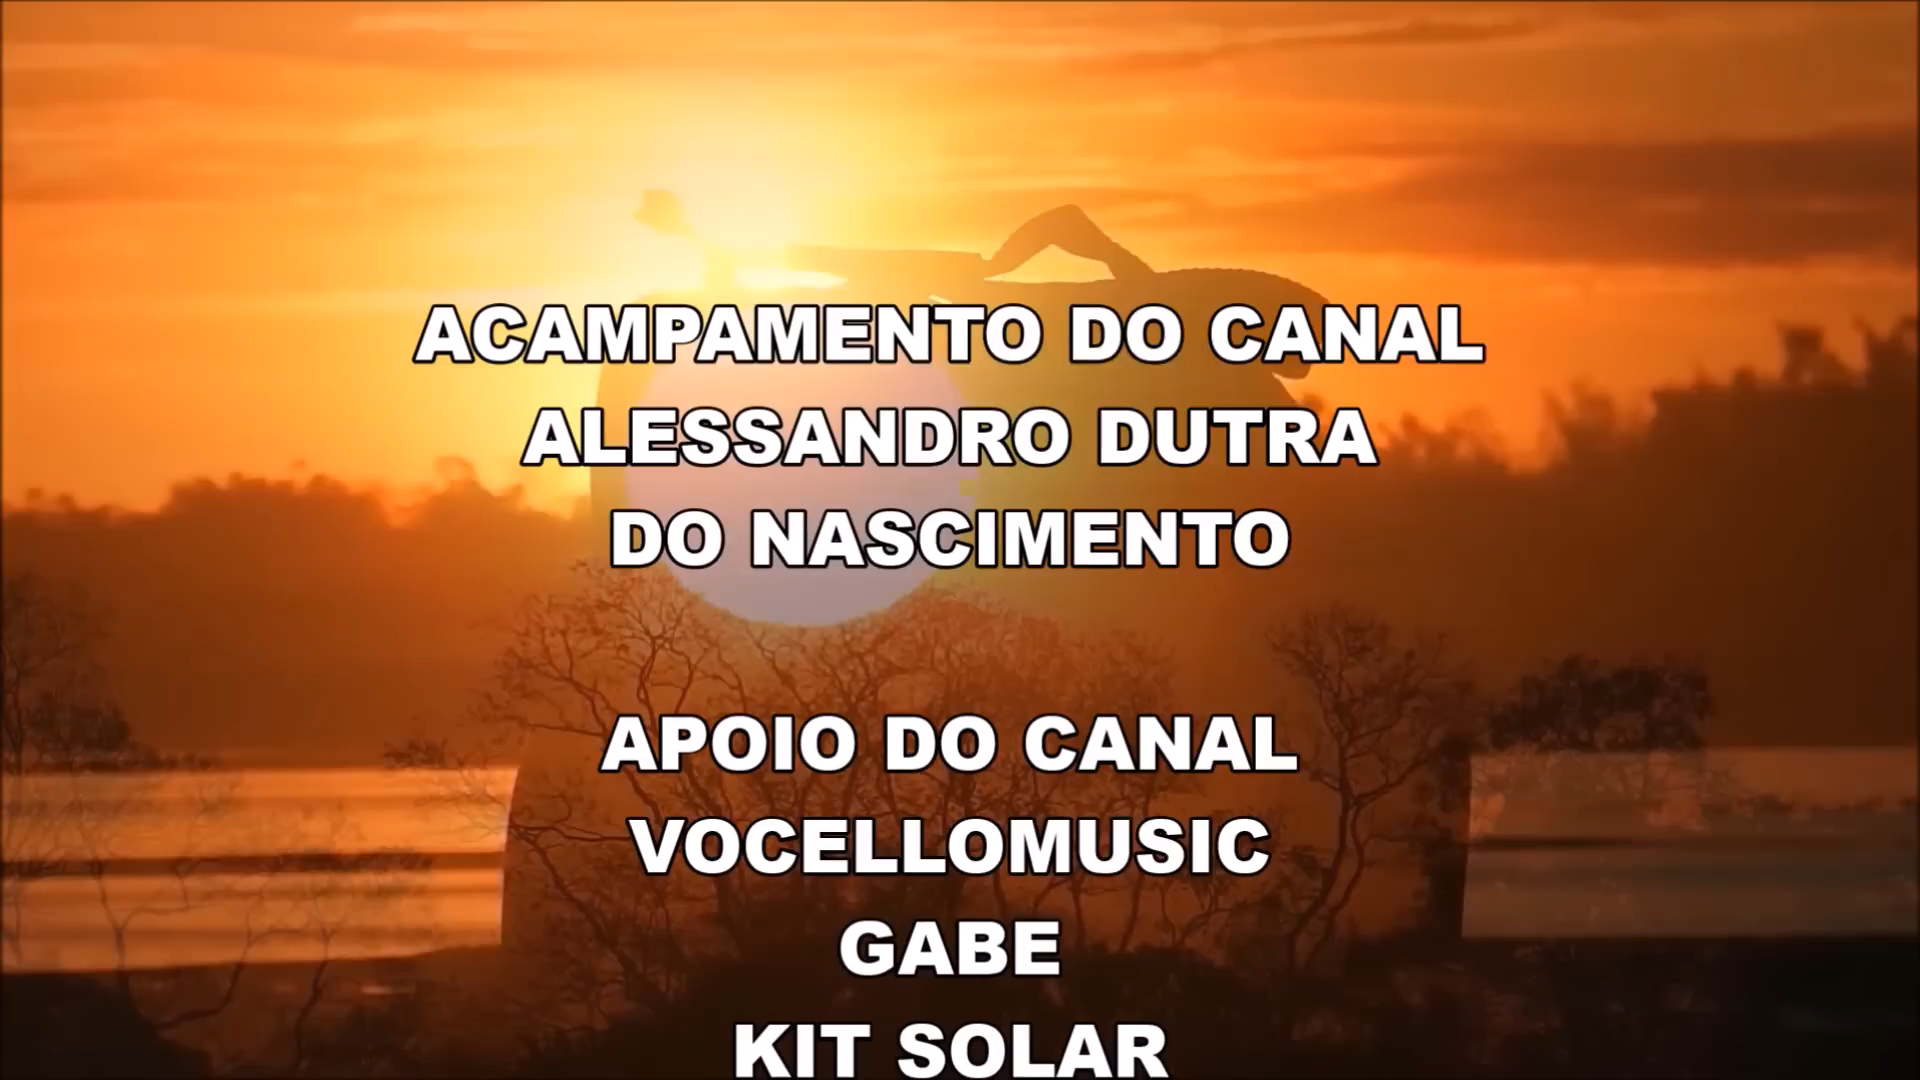 ACAMPAMENTO DO CANAL
ALESSANDRO DUTRA
DO NASCIMENTO
APOIO DO CANAL
VOCELLOMUSIC
GABE
KIT SOLAR